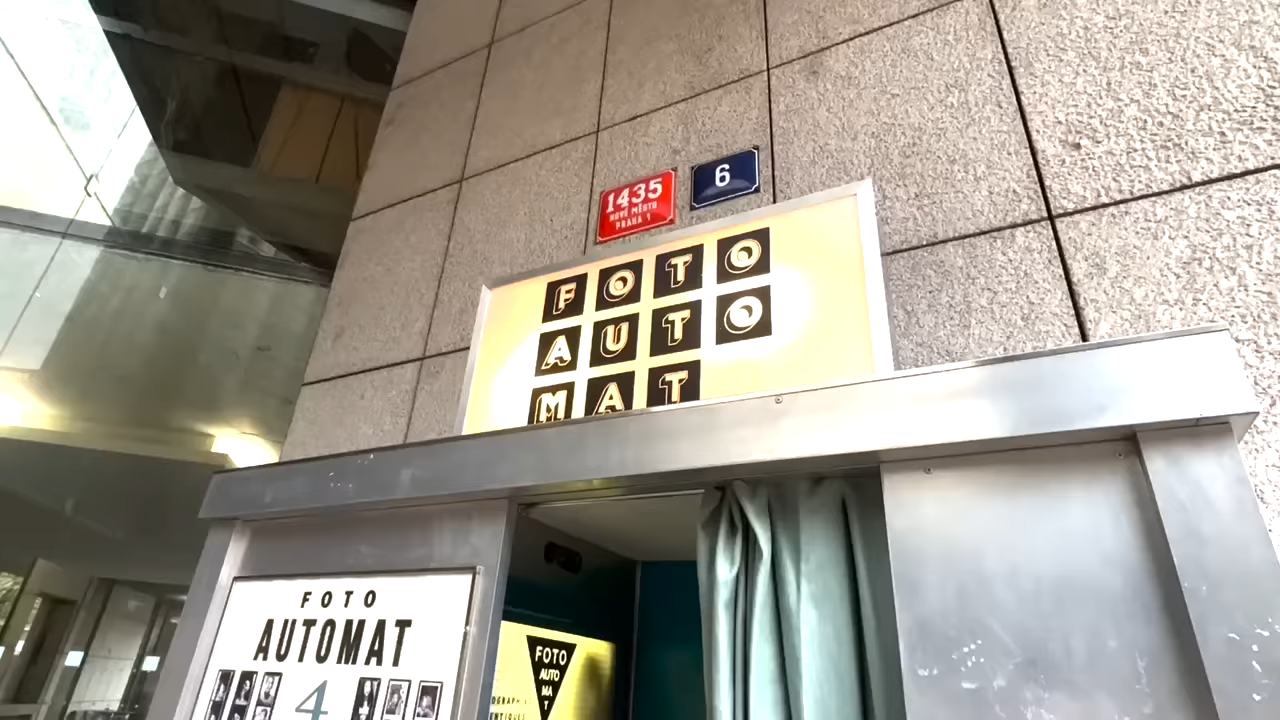 1435
NOVÉ MĚSTO
PRAHA 1
6
FOTO
AUTO
MAT
FOTO
AUTOMAT
4
FOTO
AUTO
MA
T